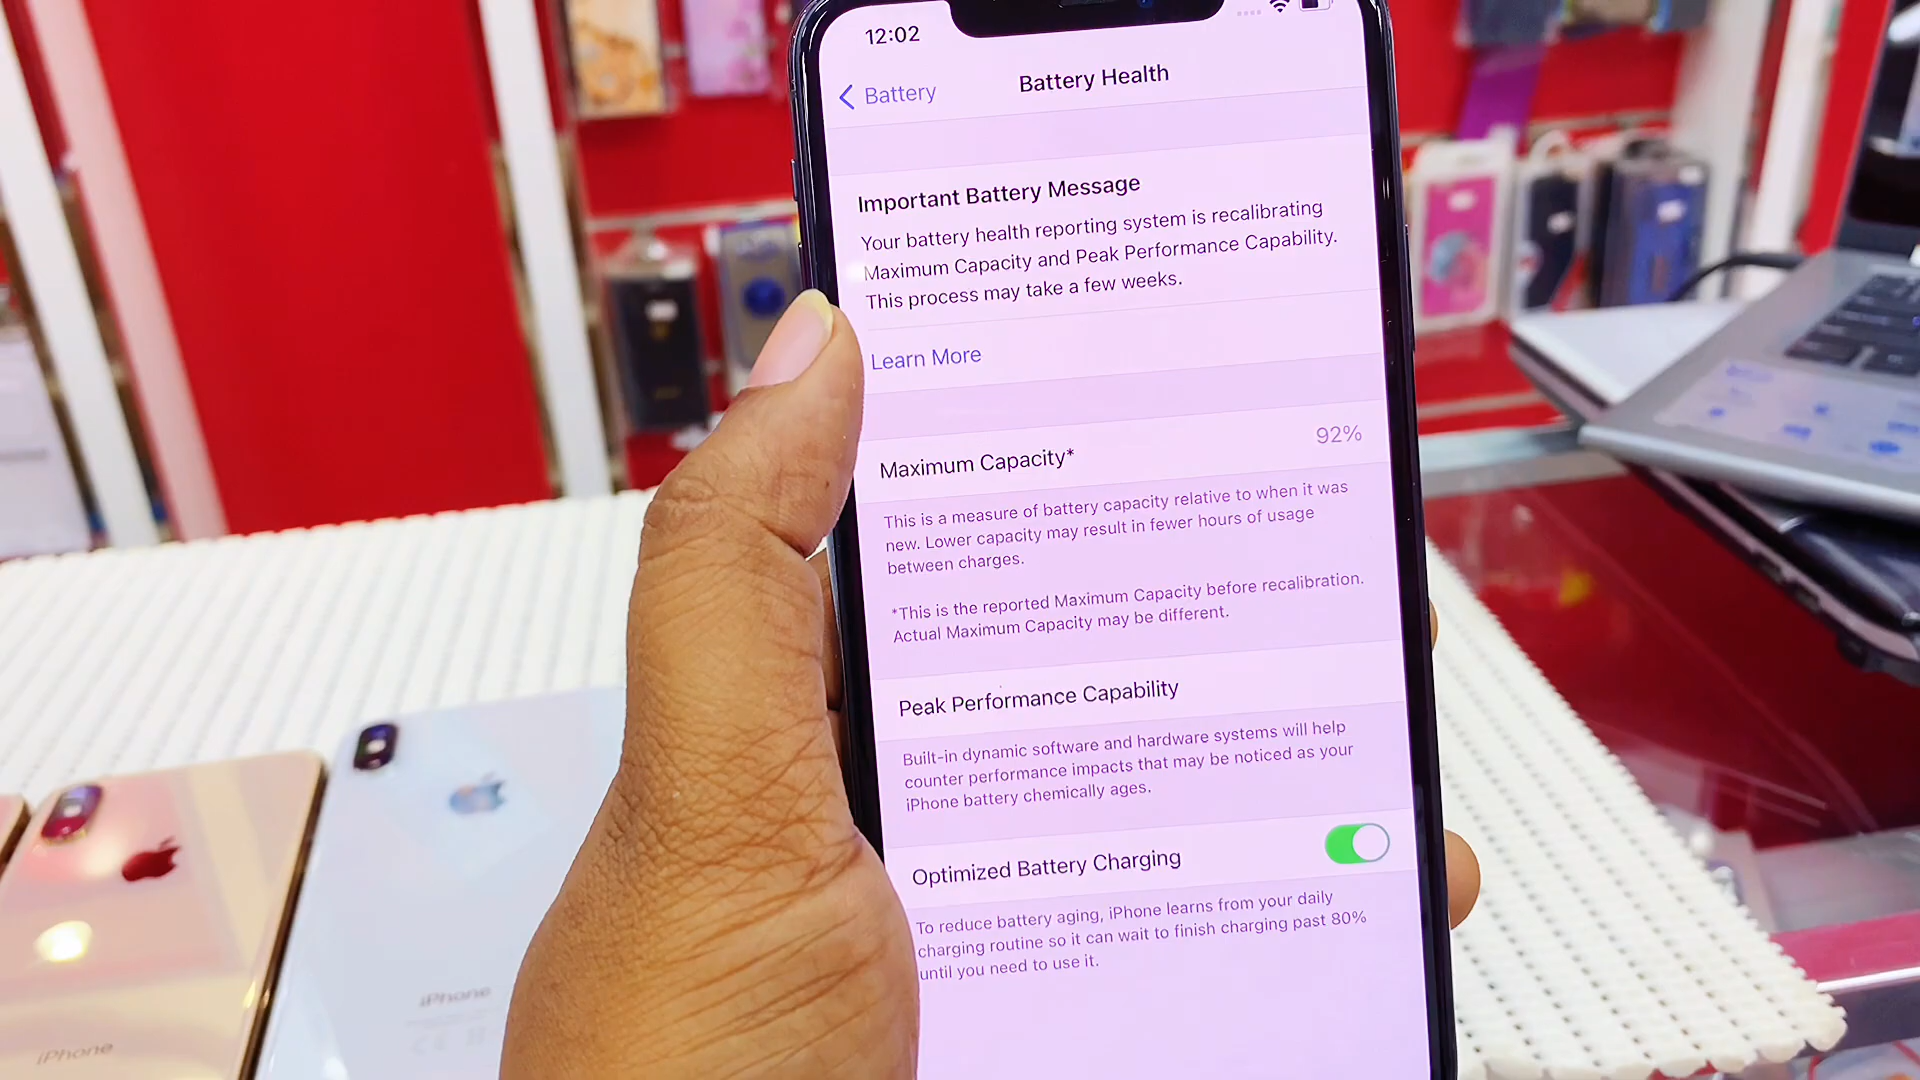 12:02
Battery
Battery Health
Important Battery Message
Your battery health reporting system is recalibrating
Maximum Capacity and Peak Performance Capability.
This process may take a few weeks.
Learn More
Maximum Capacity*
92%
This is a measure of battery capacity relative to when it was
new. Lower capacity may result in fewer hours of usage
between charges.
*This is the reported Maximum Capacity before recalibration.
Actual Maximum Capacity may be different.
Peak Performance Capability
Built-in dynamic software and hardware systems will help
counter performance impacts that may be noticed as your
iPhone battery chemically ages.
Optimized Battery Charging
To reduce battery aging, iPhone learns from your daily
charging routine so it can wait to finish charging past 80%
until you need to use it.
iPhone
iPhone